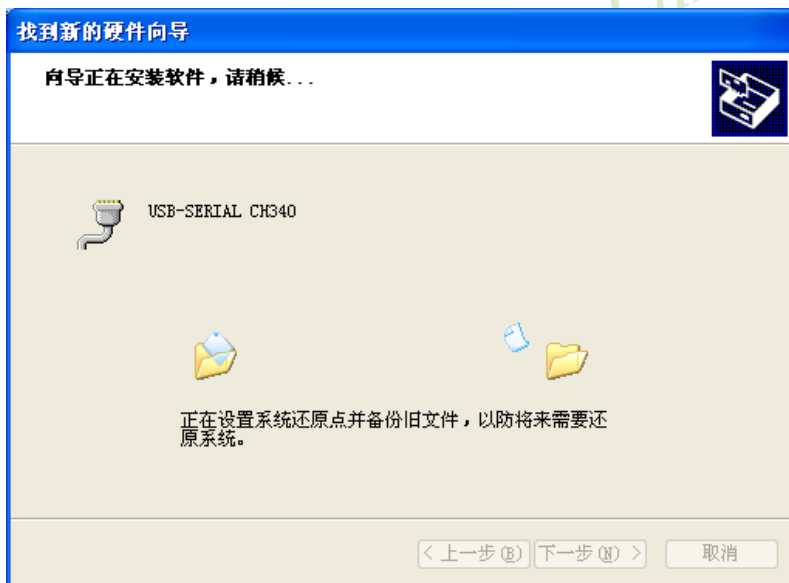 找到新的硬件向导
向导正在安装软件，请稍候...
USB-SERIAL CH340
正在设置系统还原点并备份旧文件，以防将来需要还
原系统。
< 上一步(B) 下一步(N) > 取消